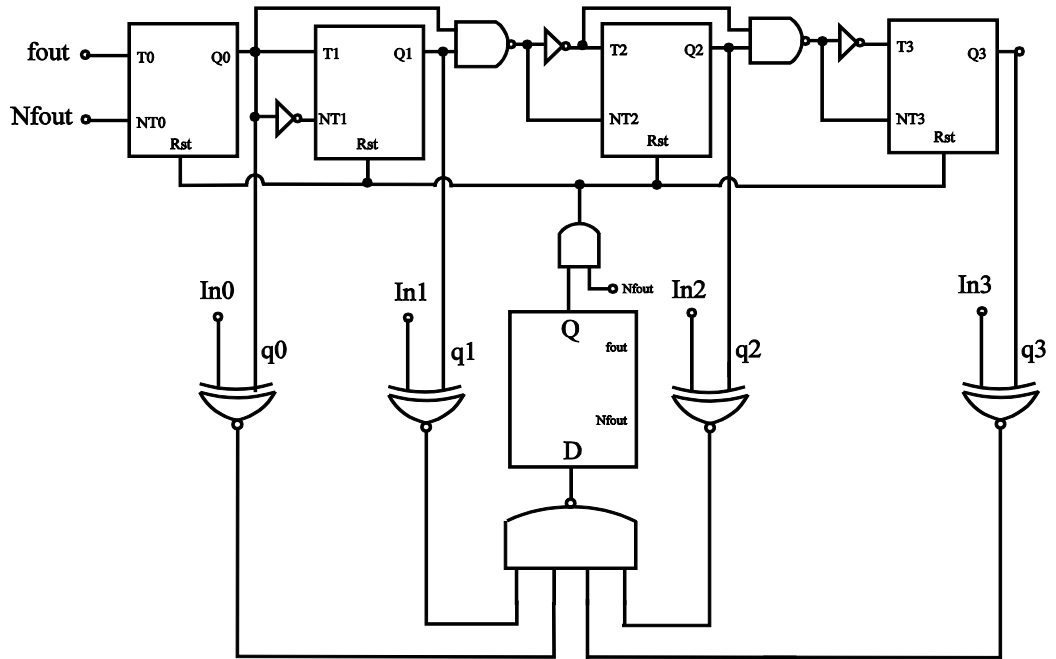 fout
Nfout
T0
Q0
NT0
Rst
T1
Q1
NT1
Rst
T2
Q2
NT2
Rst
T3
Q3
NT3
Rst
In0
In1
In2
In3
Nfout
q0
q1
q2
q3
Q
fout
Nfout
D